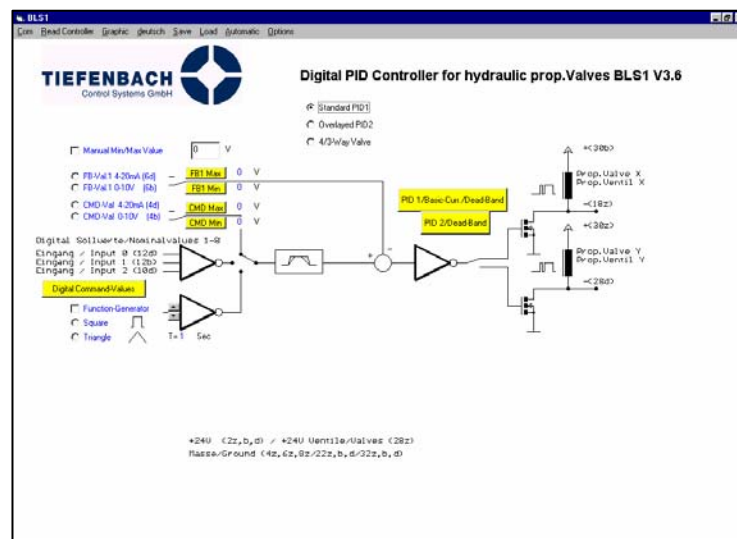 BLS1
Com Read Controller Graphic deutsch Save Load Automatic Options
TIEFENBACH
Control Systems GmbH
Digital PID Controller for hydraulic prop.Valves BLS1 V3.6
Standard PID1
Overlayed PID2
4/3-Way Valve
Manual Min/Max Value 0 V
FB-Val.1 4-20mA (6d) FB1 Max 0 V
FB-Val.1 0-10V (6b) FB1 Min 0 V
CMD-Val 4-20mA (4d) CMD Max 0 V
CMD-Val 0-10V (4b) CMD Min 0 V
Digital Sollwerte/Nominalvalues 1-8
Eingang / Input 0 (12d)
Eingang / Input 1 (12b)
Eingang / Input 2 (10d)
Digital Command-Values
Function-Generator
Square
Triangle T= 1 Sec
+ -
PID 1/Basic-Curr./Dead-Band
PID 2/Dead-Band
+(30b)
Prop.Valve X
Prop.Ventil X
-(18z)
+(30z)
Prop.Valve Y
Prop.Ventil Y
-(28d)
+24V (2z,b,d) / +24V Ventile/Valves (28z)
Masse/Ground (4z,6z,8z/22z,b,d/32z,b,d)